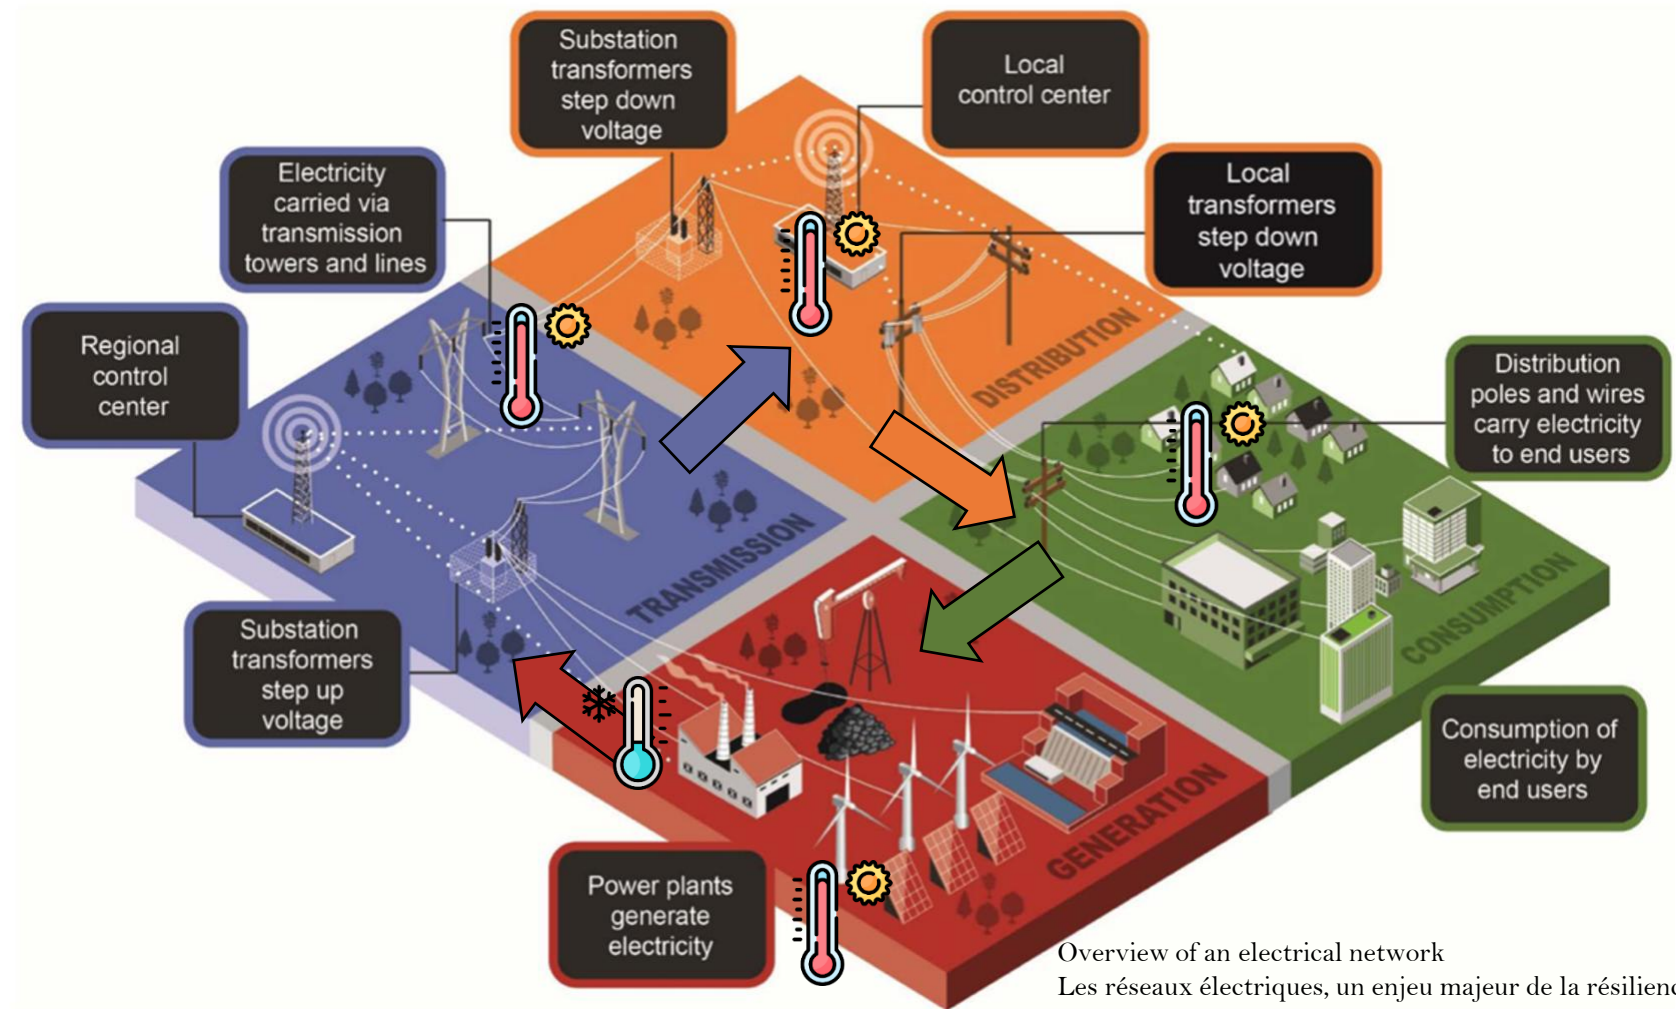 Substation
transformers
step down
voltage
Local
control center
Electricity
carried via
transmission
towers and lines
Local
transformers
step down
voltage
Regional
control
center
Distribution
poles and wires
carry electricity
to end users
DISTRIBUTION
TRANSMISSION
CONSUMPTION
GENERATION
Substation
transformers
step up
voltage
Consumption of
electricity by
end users
Power plants
generate
electricity
Overview of an electrical network
Les réseaux électriques, un enjeu majeur de la